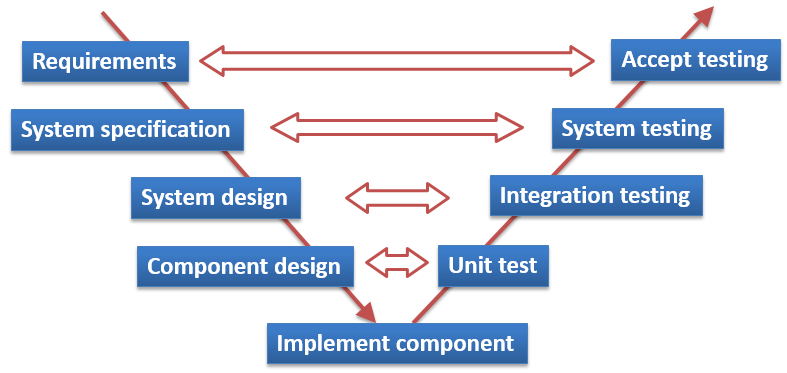 Requirements
Accept testing
System specification
System testing
System design
Integration testing
Component design
Unit test
Implement component